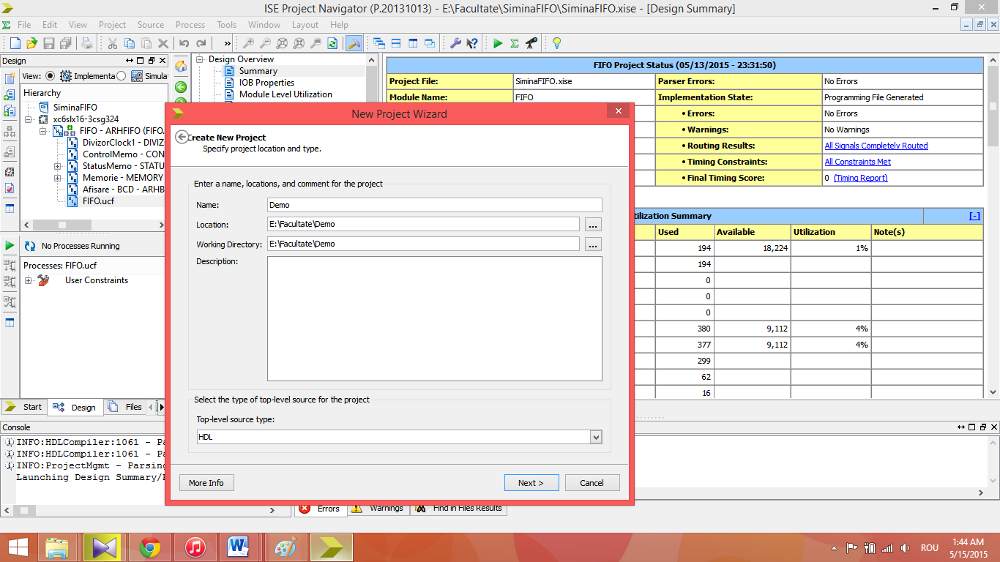 ISE Project Navigator (P.20131013) - E:\Facultate\SiminaFIFO\SiminaFIFO.xise - [Design Summary]
File Edit View Project Source Process Tools Window Layout Help
Design
View: Implementa Simulat
Hierarchy
SiminaFIFO
xc6slx16-3csg324
FIFO - ARHFIFO (FIFO.
DivizorClock1 - DIVIZ
ControlMemo - CON
StatusMemo - STATUS
Memorie - MEMORY
Afisare - BCD - ARHB
FIFO.ucf
No Processes Running
Processes: FIFO.ucf
User Constraints
Start Design Files
Design Overview
Summary
IOB Properties
Module Level Utilization
FIFO Project Status (05/13/2015 - 23:31:50)
Project File: SiminaFIFO.xise Parser Errors: No Errors
Module Name: FIFO Implementation State: Programming File Generated
• Errors: No Errors
• Warnings: No Warnings
• Routing Results: All Signals Completely Routed
• Timing Constraints: All Constraints Met
• Final Timing Score: 0 (Timing Report)
tilization Summary [-]
Used Available Utilization Note(s)
194 18,224 1%
194
0
0
0
380 9,112 4%
377 9,112 4%
299
62
16
New Project Wizard
Create New Project
Specify project location and type.
Enter a name, locations, and comment for the project
Name: Demo
Location: E:\Facultate\Demo ...
Working Directory: E:\Facultate\Demo ...
Description:
Select the type of top-level source for the project
Top-level source type:
HDL
More Info Next > Cancel
Console
INFO:HDLCompiler:1061 - Pa
INFO:HDLCompiler:1061 - Pa
INFO:ProjectMgmt - Parsing
Launching Design Summary/
Errors Warnings Find in Files Results
ROU
1:44 AM
5/15/2015